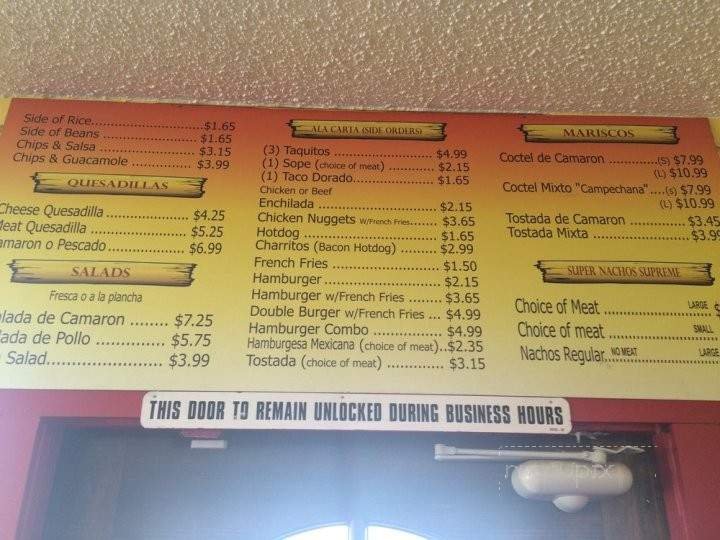 Side of Rice..........................$1.65
Side of Beans ........................ $1.65
Chips & Salsa ........................ $3.15
Chips & Guacamole ................ $3.99
QUESADILLAS
Cheese Quesadilla .................. $4.25
Meat Quesadilla ...................... $5.25
amaron o Pescado.................. $6.99
SALADS
Fresca o a la plancha
alada de Camaron ........ $7.25
lada de Pollo ................ $5.75
Salad........................... $3.99
ALA CARTA (SIDE ORDERS)
(3) Taquitos ........................ $4.99
(1) Sope (choice of meat) ............ $2.15
(1) Taco Dorado.................... $1.65
Chicken or Beef
Enchilada ............................ $2.15
Chicken Nuggets W/French Fries...... $3.65
Hotdog ................................ $1.65
Charritos (Bacon Hotdog) ........ $2.99
French Fries ........................ $1.50
Hamburger.......................... $2.15
Hamburger w/French Fries ........ $3.65
Double Burger w/French Fries ... $4.99
Hamburger Combo ................ $4.99
Hamburgesa Mexicana (choice of meat)..$2.35
Tostada (choice of meat) .............. $3.15
MARISCOS
Coctel de Camaron ............(S) $7.99
(L) $10.99
Coctel Mixto "Campechana"....(S) $7.99
(L) $10.99
Tostada de Camaron .................. $3.45
Tostada Mixta .......................... $3.99
SUPER NACHOS SUPREME
Choice of Meat ................ LARGE $
Choice of meat ................ SMALL
Nachos Regular, NO MEAT ............ LARGE
THIS DOOR TO REMAIN UNLOCKED DURING BUSINESS HOURS